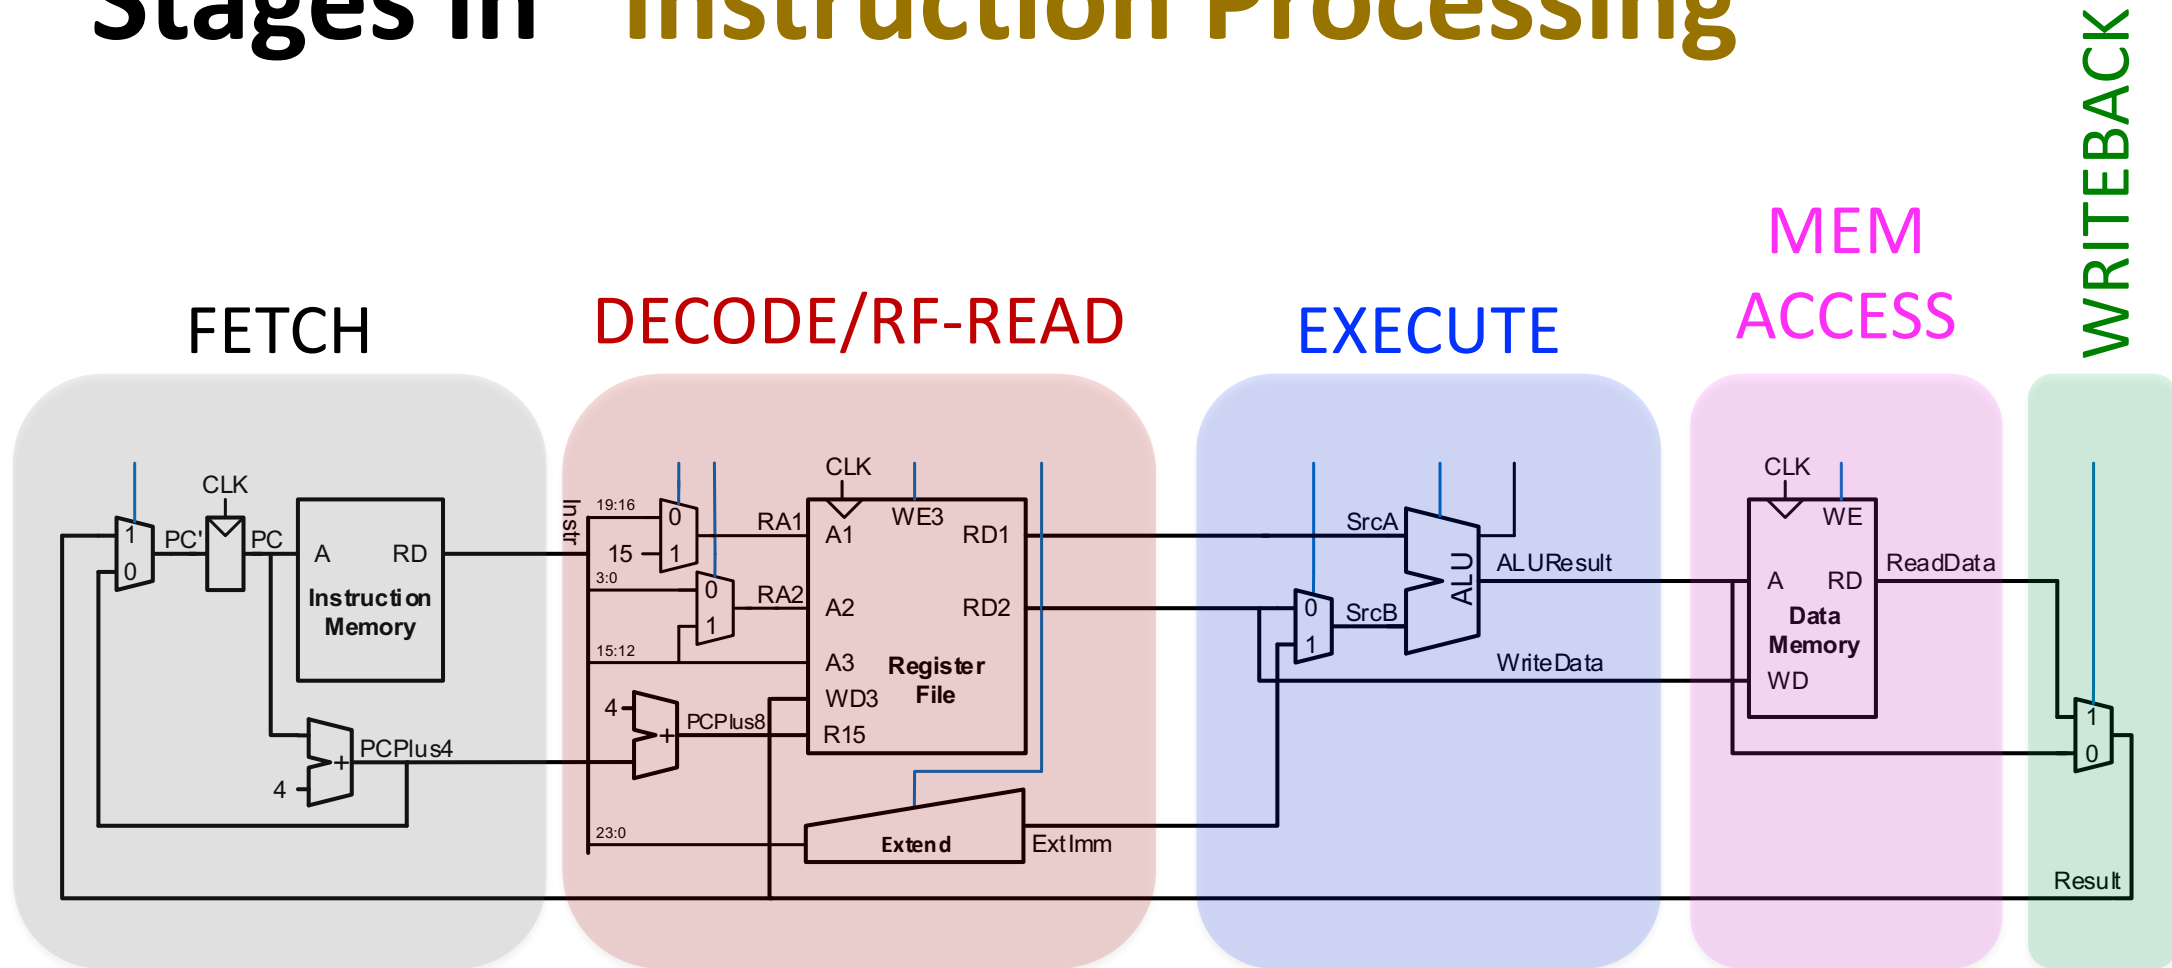 Stages in Instruction Processing
WRITEBACK
MEM
ACCESS
FETCH
DECODE/RF-READ
EXECUTE
CLK
1
0
PC'
PC
A
RD
Instruction
Memory
PCPlus4
4
+
Instr
19:16
15
3:0
15:12
23:0
0
1
0
1
RA1
RA2
4
+
PCPlus8
CLK
WE3
A1
RD1
A2
RD2
A3
Register
File
WD3
R15
Extend
ExtImm
0
1
SrcA
SrcB
ALU
ALUResult
WriteData
CLK
WE
A
RD
Data
Memory
WD
ReadData
1
0
Result